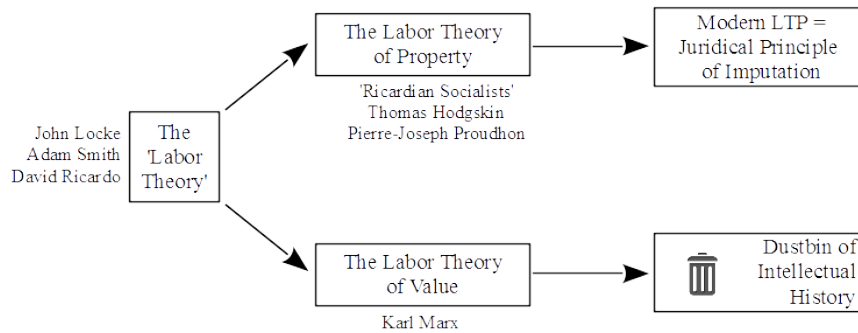 John Locke
Adam Smith
David Ricardo
The
'Labor
Theory'
The Labor Theory
of Property
'Ricardian Socialists'
Thomas Hodgskin
Pierre-Joseph Proudhon
Modern LTP =
Juridical Principle
of Imputation
The Labor Theory
of Value
Karl Marx
Dustbin of
Intellectual
History